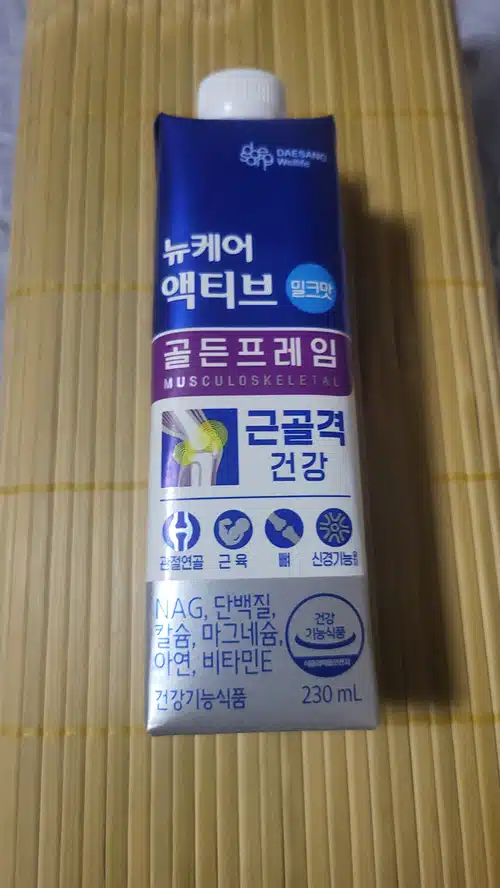 DAESANG
Wellife
뉴케어
액티브
밀크맛
골든프레임
MUSCULOSKELETAL
근골격
건강
관절연골
근육
뼈
신경기능
NAG, 단백질,
칼슘, 마그네슘,
아연, 비타민E
건강
기능식품
건강기능식품
230 mL